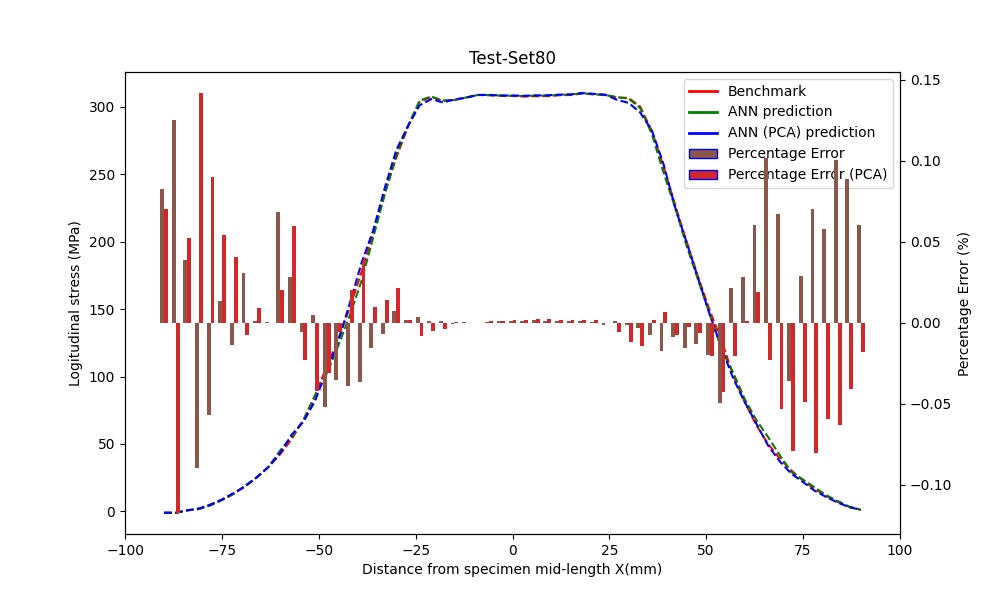 Test-Set80
Benchmark
ANN prediction
ANN (PCA) prediction
Percentage Error
Percentage Error (PCA)
300
250
200
150
100
50
0
Logitudinal stress (MPa)
0.15
0.10
0.05
0.00
−0.05
−0.10
Percentage Error (%)
−100 −75 −50 −25 0 25 50 75 100
Distance from specimen mid-length X(mm)